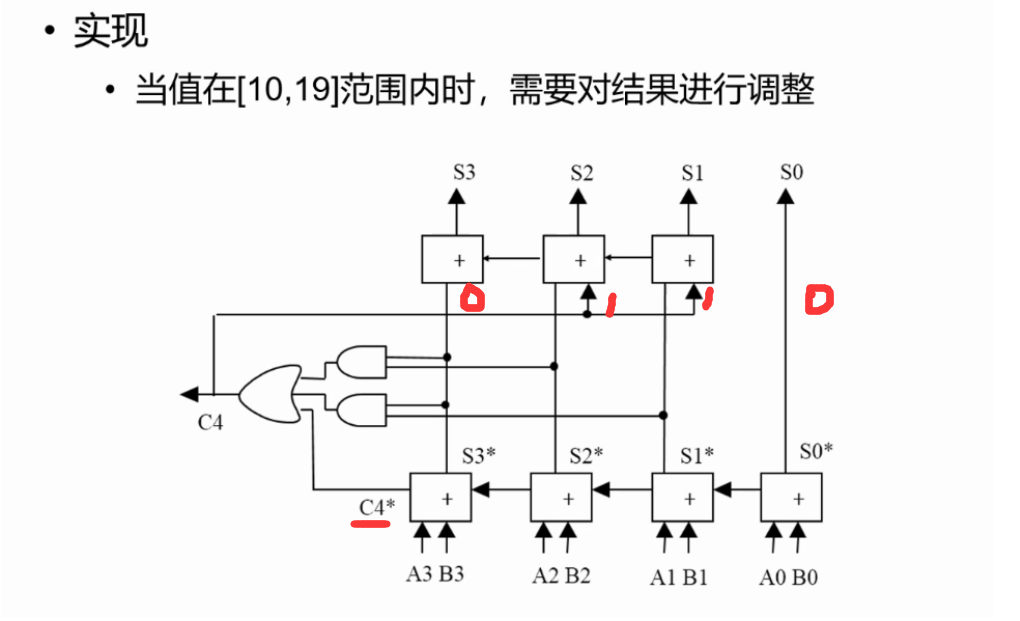 • 实现
• 当值在[10,19]范围内时，需要对结果进行调整
S3 S2 S1 S0
+ + +
0 1 1 0
C4
S3* S2* S1* S0*
C4* + + + +
A3 B3 A2 B2 A1 B1 A0 B0